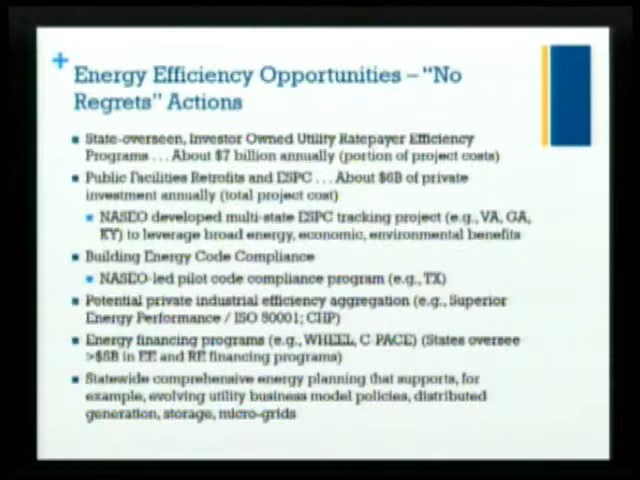 +
Energy Efficiency Opportunities – “No
Regrets” Actions
State-overseen, Investor Owned Utility Ratepayer Efficiency
Programs . . . About $7 billion annually (portion of project costs)
Public Facilities Retrofits and ESPC . . . About $6B of private
investment annually (total project cost)
NASEO developed multi-state ESPC tracking project (e.g., VA, GA,
KY) to leverage broad energy, economic, environmental benefits
Building Energy Code Compliance
NASEO-led pilot code compliance program (e.g., TX)
Potential private industrial efficiency aggregation (e.g., Superior
Energy Performance / ISO 50001; CHP)
Energy financing programs (e.g., WHEEL, C-PACE) (States oversee
in EE and RE financing programs)
Statewide comprehensive energy planning that supports, for
example, evolving utility business model policies, distributed
generation, storage, micro-grids